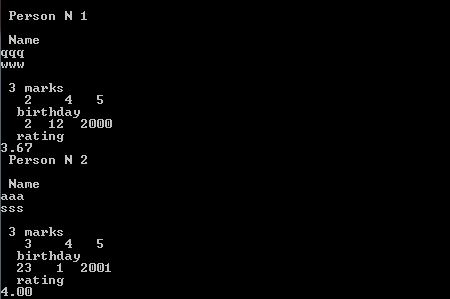 Person N 1
Name
qqq
www
3 marks
2 4 5
birthday
2 12 2000
rating
3.67
Person N 2
Name
aaa
sss
3 marks
3 4 5
birthday
23 1 2001
rating
4.00